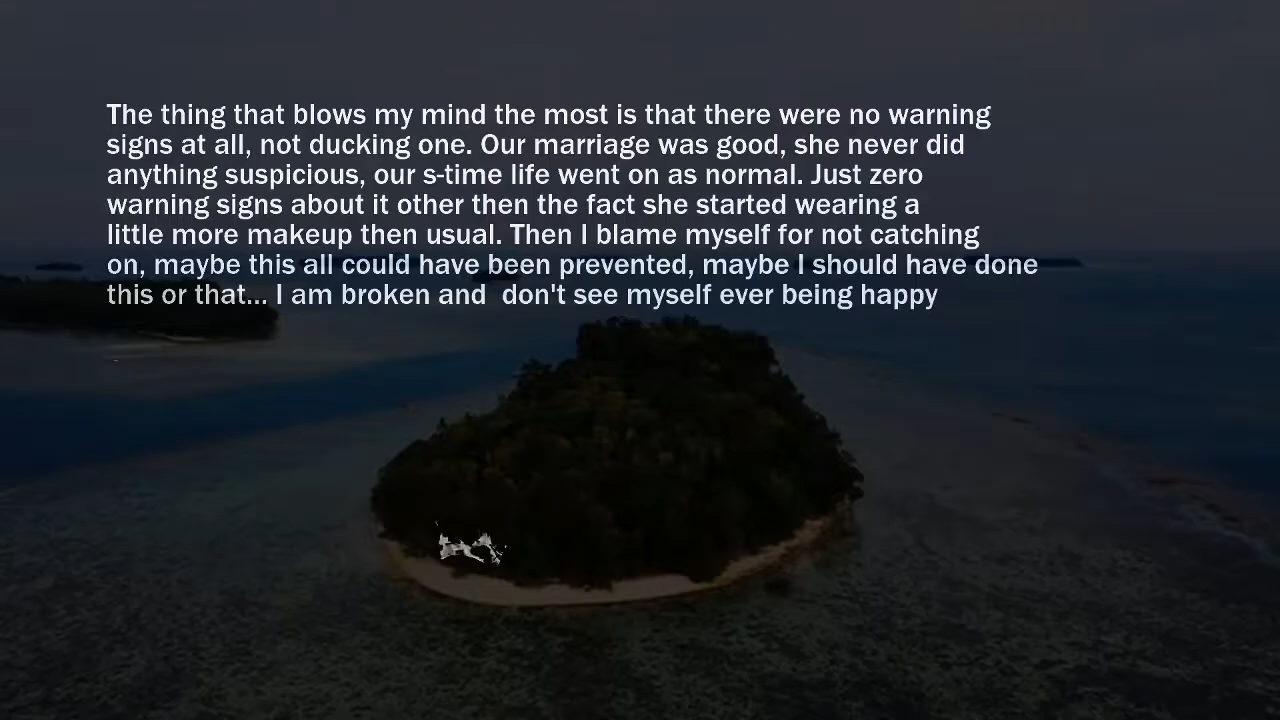 The thing that blows my mind the most is that there were no warning
signs at all, not ducking one. Our marriage was good, she never did
anything suspicious, our s-time life went on as normal. Just zero
warning signs about it other then the fact she started wearing a
little more makeup then usual. Then I blame myself for not catching
on, maybe this all could have been prevented, maybe I should have done
this or that... I am broken and  don't see myself ever being happy